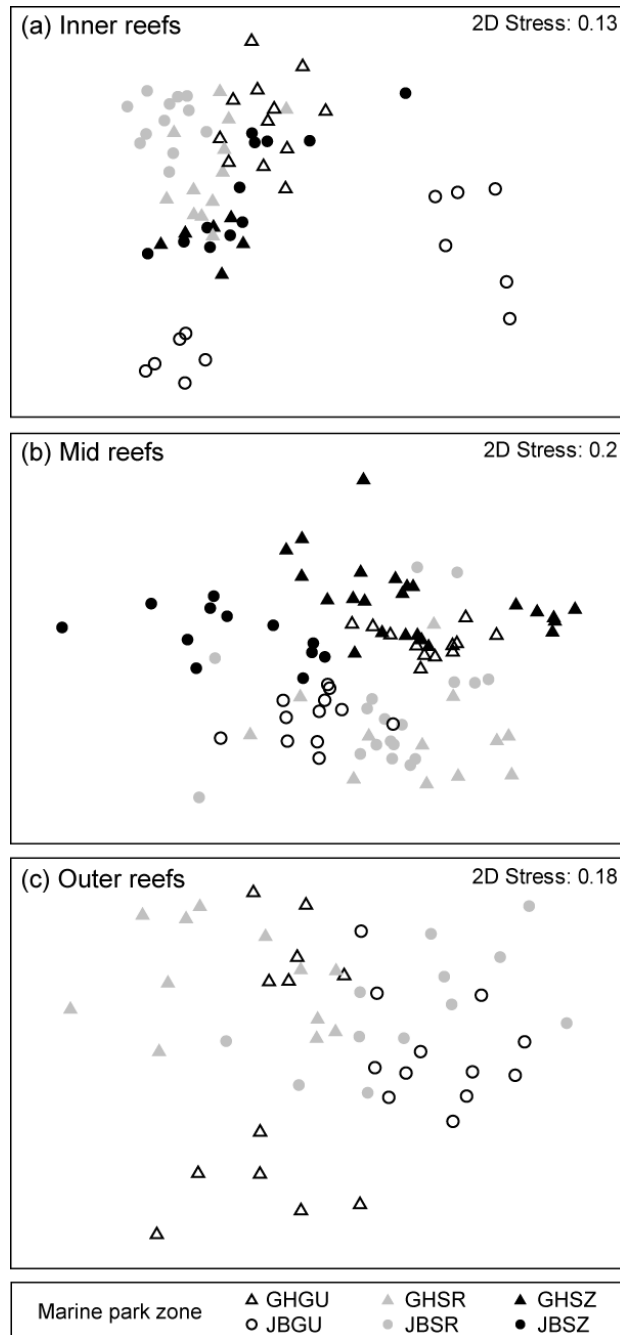 (a) Inner reefs 2D Stress: 0.13
(b) Mid reefs 2D Stress: 0.2
(c) Outer reefs 2D Stress: 0.18
Marine park zone GHGU GHSR GHSZ
JBGU JBSR JBSZ